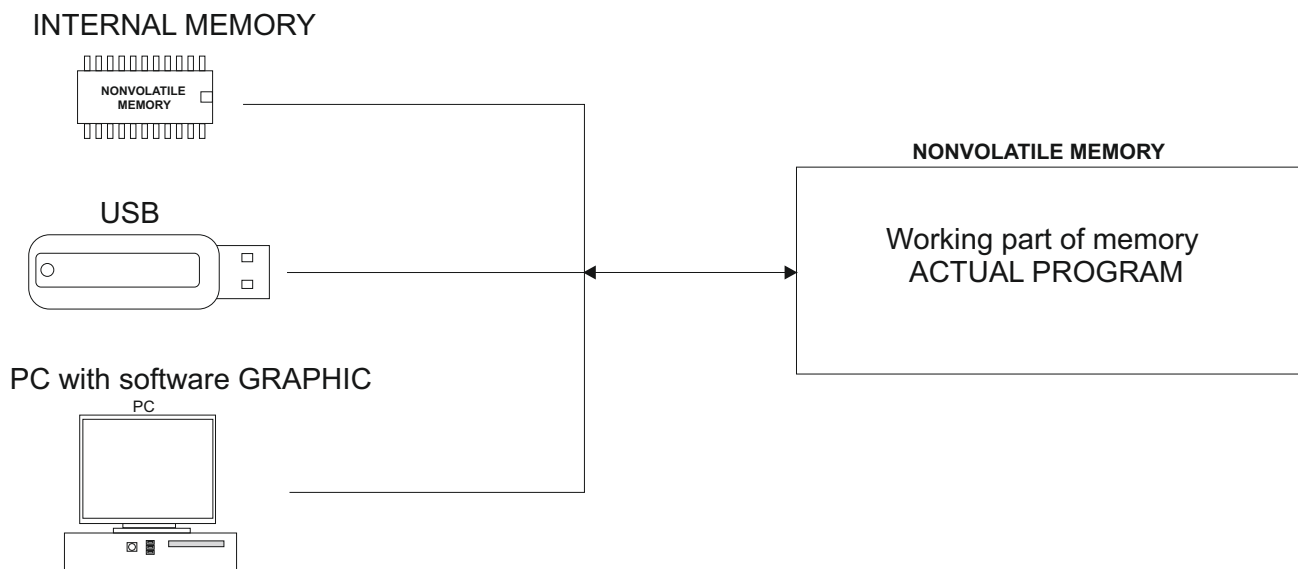 INTERNAL MEMORY
NONVOLATILE
MEMORY
USB
PC with software GRAPHIC
PC
NONVOLATILE MEMORY
Working part of memory
ACTUAL PROGRAM